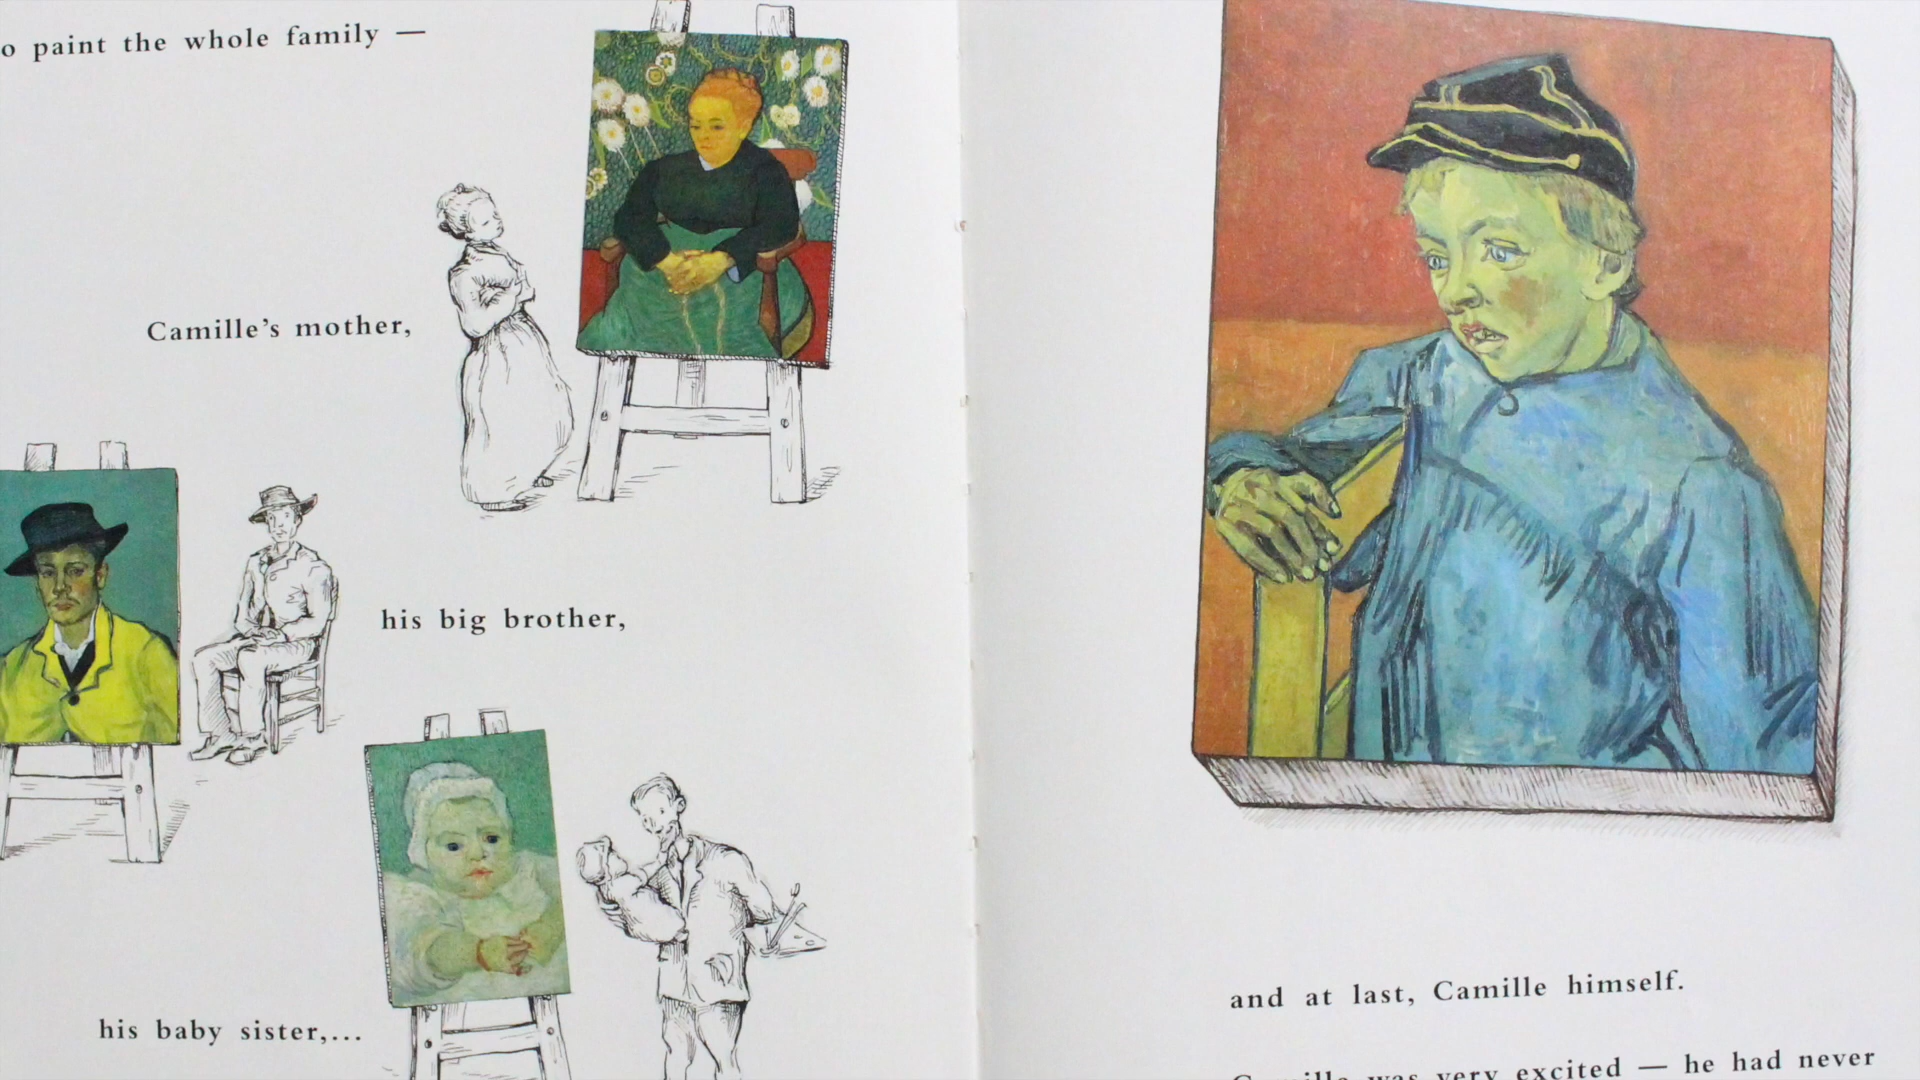 o paint the whole family —
Camille's mother,
his big brother,
his baby sister,...
and at last, Camille himself.
Camille was very excited — he had never